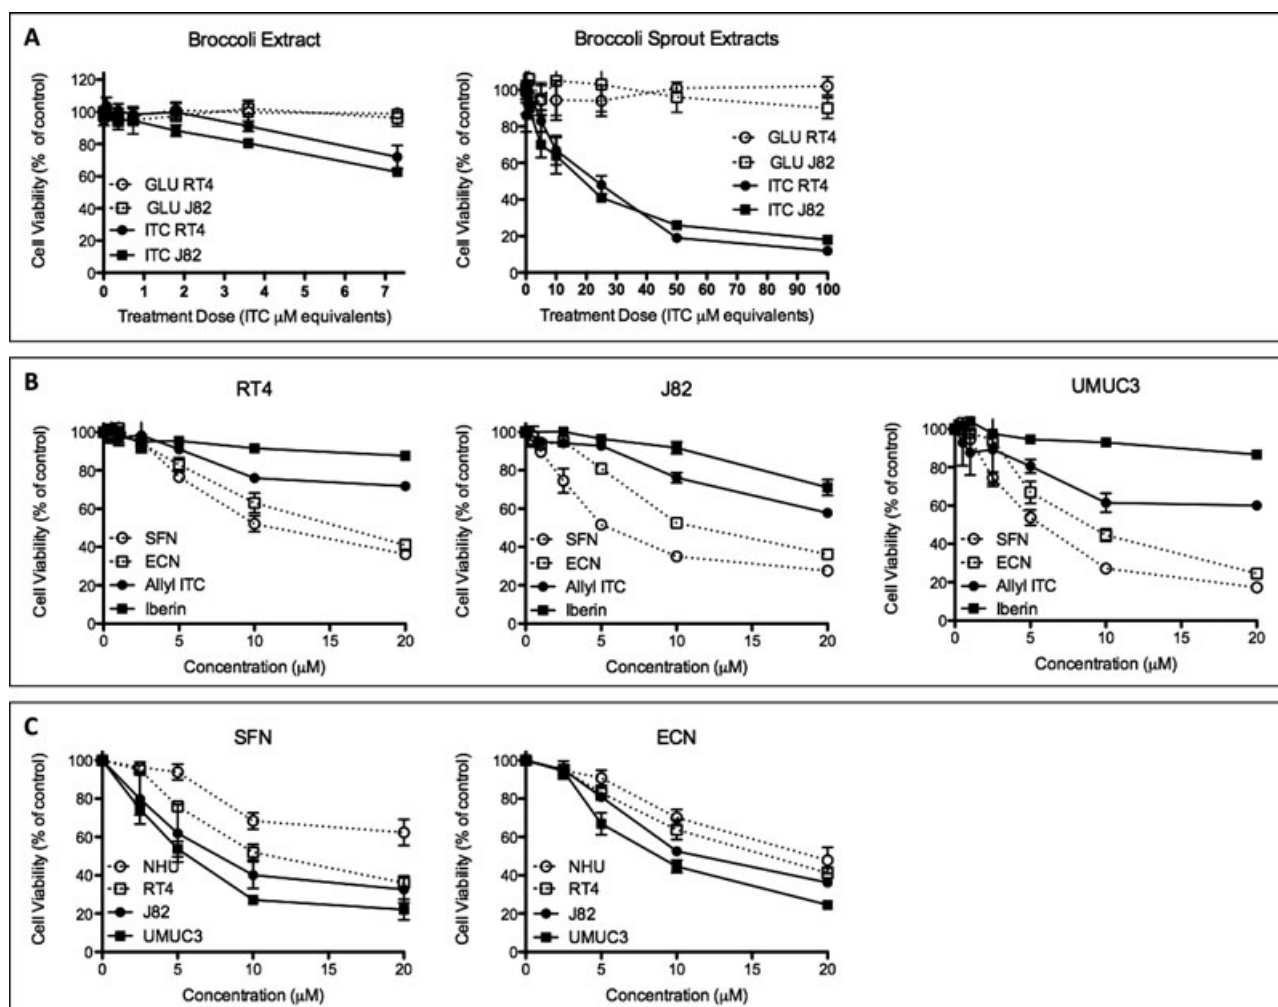 A
Broccoli Extract
Cell Viability (% of control)
120
100
80
60
40
20
0
GLU RT4
GLU J82
ITC RT4
ITC J82
0 1 2 3 4 5 6 7
Treatment Dose (ITC μM equivalents)
Broccoli Sprout Extracts
Cell Viability (% of control)
100
80
60
40
20
0
GLU RT4
GLU J82
ITC RT4
ITC J82
0 10 20 30 40 50 60 70 80 90 100
Treatment Dose (ITC μM equivalents)
B
RT4
Cell Viability (% of control)
100
80
60
40
20
0
SFN
ECN
Allyl ITC
Iberin
0 5 10 15 20
Concentration (μM)
J82
Cell Viability (% of control)
100
80
60
40
20
0
SFN
ECN
Allyl ITC
Iberin
0 5 10 15 20
Concentration (μM)
UMUC3
Cell Viability (% of control)
100
80
60
40
20
0
SFN
ECN
Allyl ITC
Iberin
0 5 10 15 20
Concentration (μM)
C
SFN
Cell Viability (% of control)
100
80
60
40
20
0
NHU
RT4
J82
UMUC3
0 5 10 15 20
Concentration (μM)
ECN
Cell Viability (% of control)
100
80
60
40
20
0
NHU
RT4
J82
UMUC3
0 5 10 15 20
Concentration (μM)